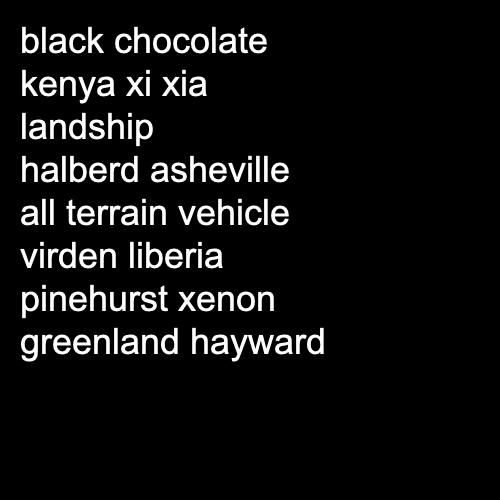 black chocolate
kenya xi xia
landship
halberd asheville
all terrain vehicle
virden liberia
pinehurst xenon
greenland hayward